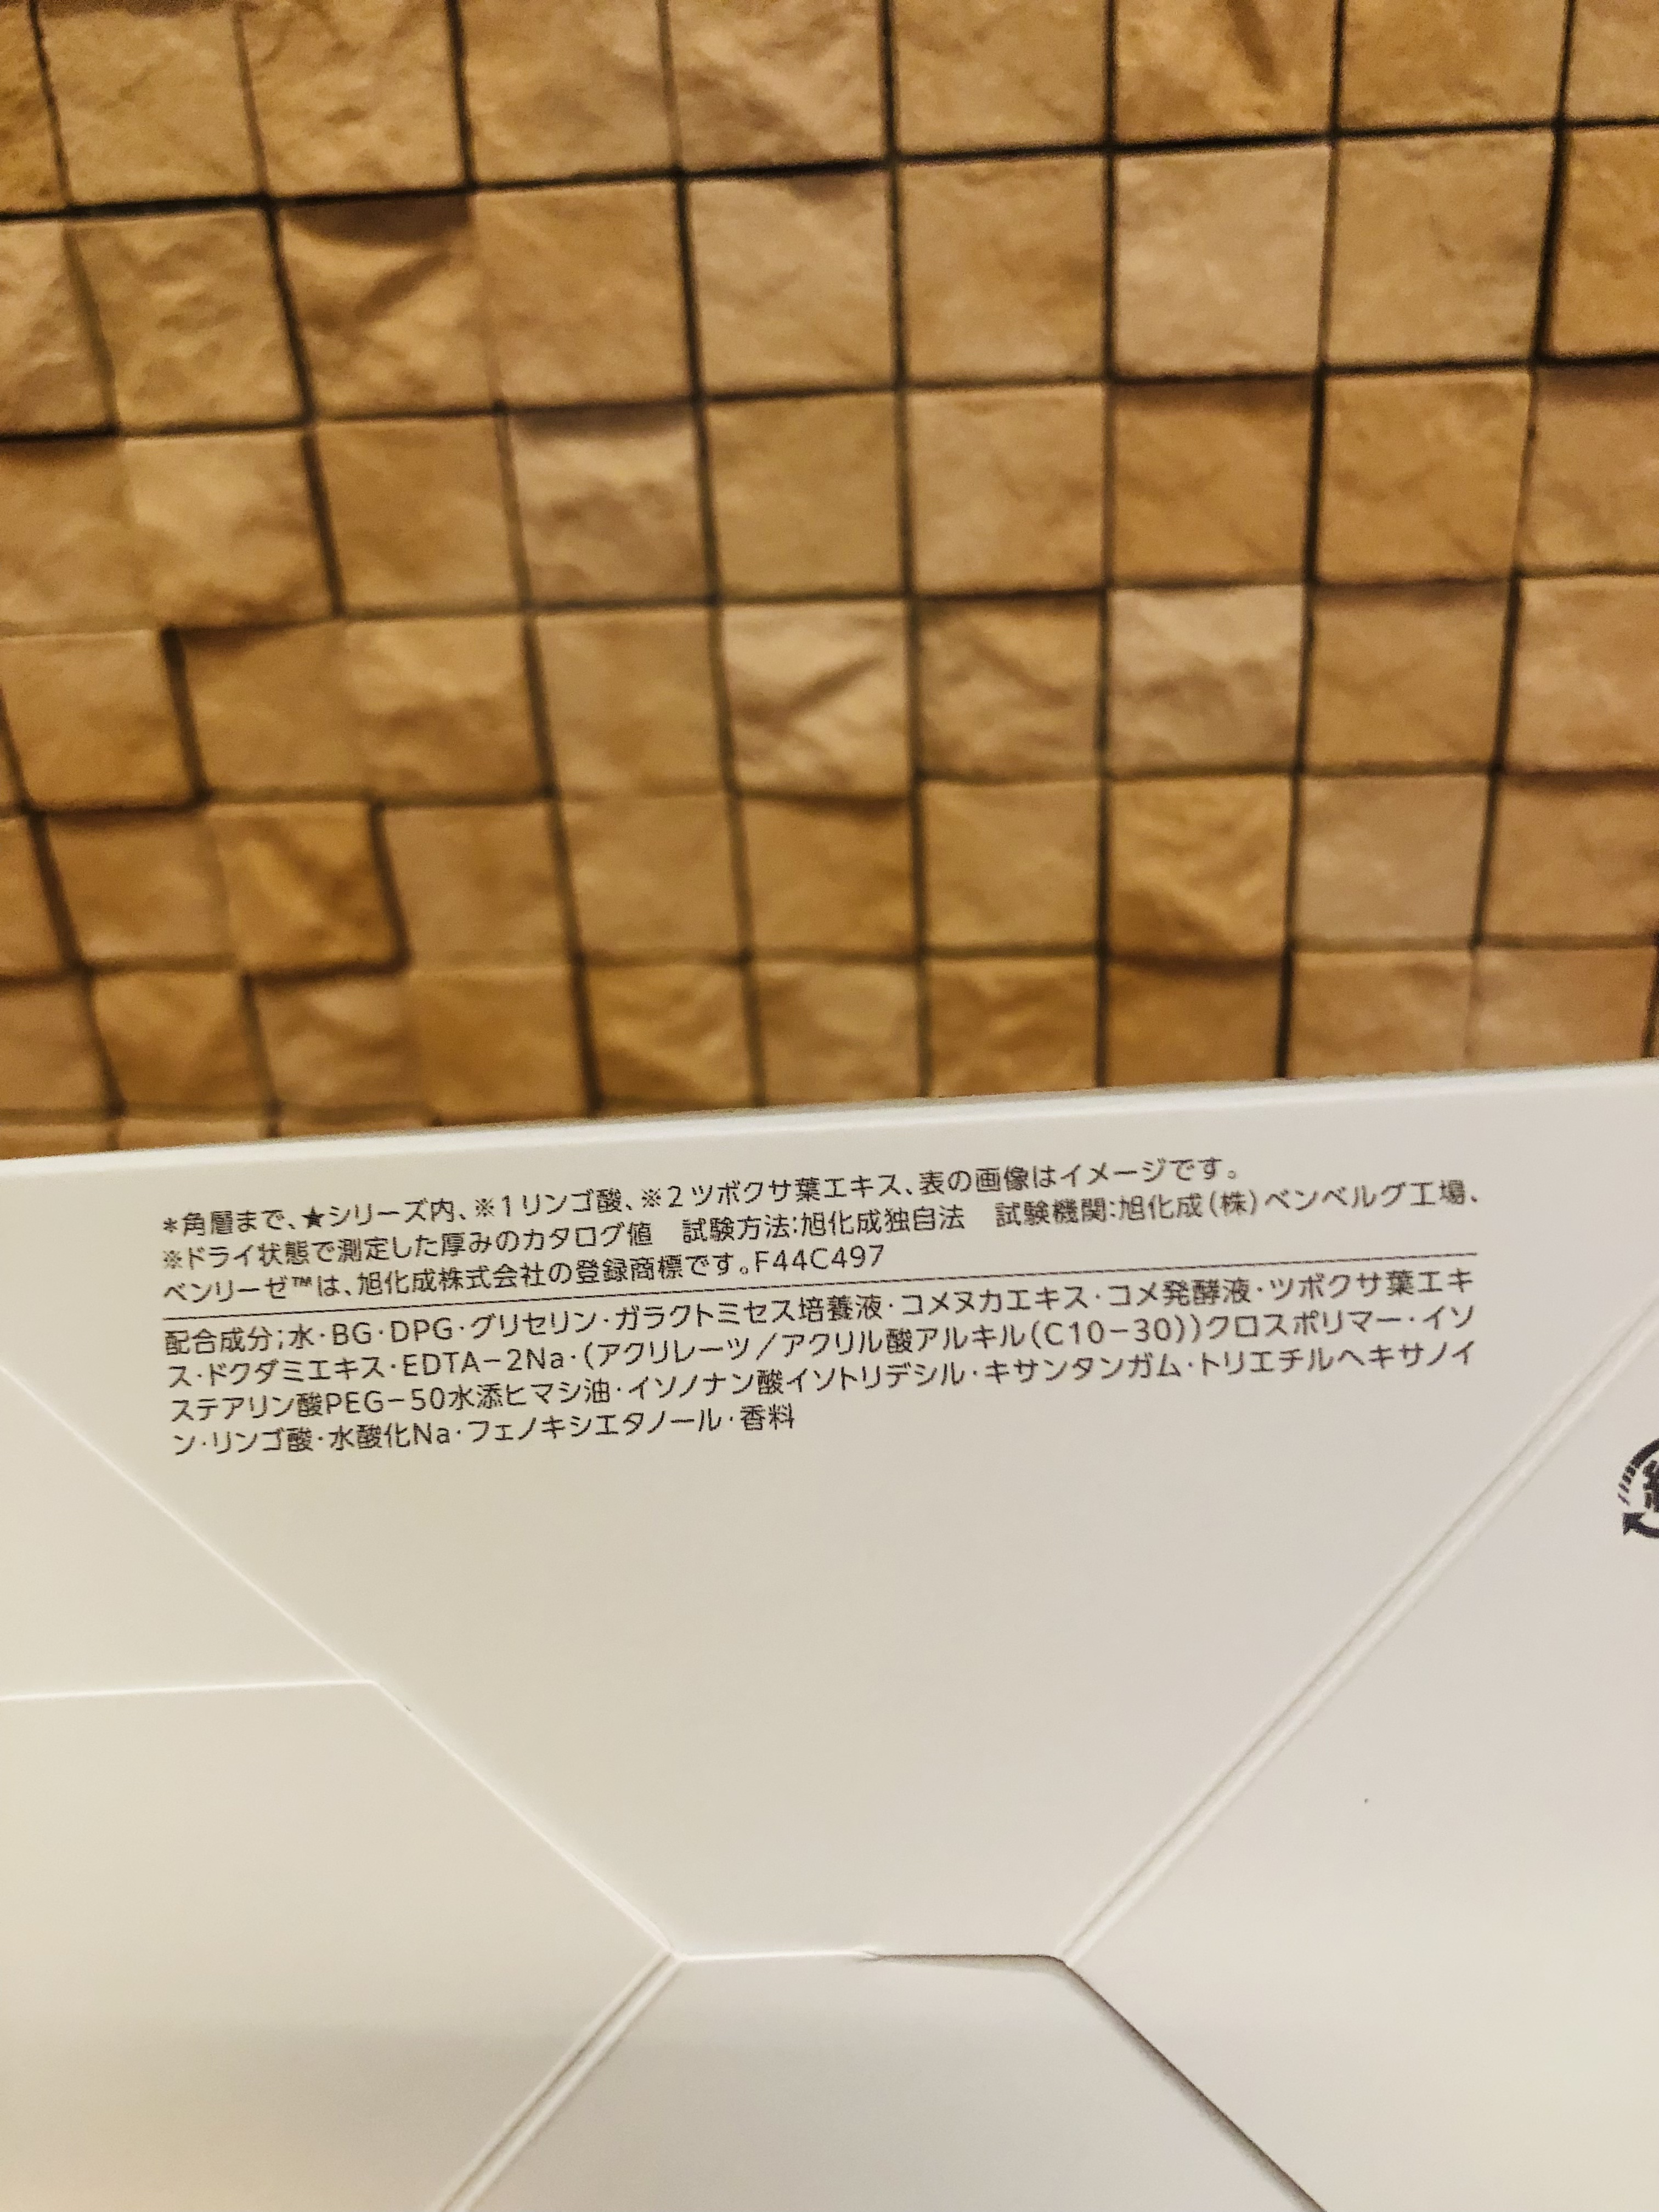 *角層まで、★シリーズ内、※1リンゴ酸、※2ツボクサ葉エキス、表の画像はイメージです。
※ドライ状態で測定した厚みのカタログ値　試験方法:旭化成独自法　試験機関:旭化成(株)ベンベルグ工場、
ベンリーゼ™は、旭化成株式会社の登録商標です。F44C497
配合成分;水・BG・DPG・グリセリン・ガラクトミセス培養液・コメヌカエキス・コメ発酵液・ツボクサ葉エキ
ス・ドクダミエキス・EDTA－2Na・(アクリレーツ／アクリル酸アルキル(C10－30))クロスポリマー・イソ
ステアリン酸PEG－50水添ヒマシ油・イソノナン酸イソトリデシル・キサンタンガム・トリエチルヘキサノイ
ン・リンゴ酸・水酸化Na・フェノキシエタノール・香料